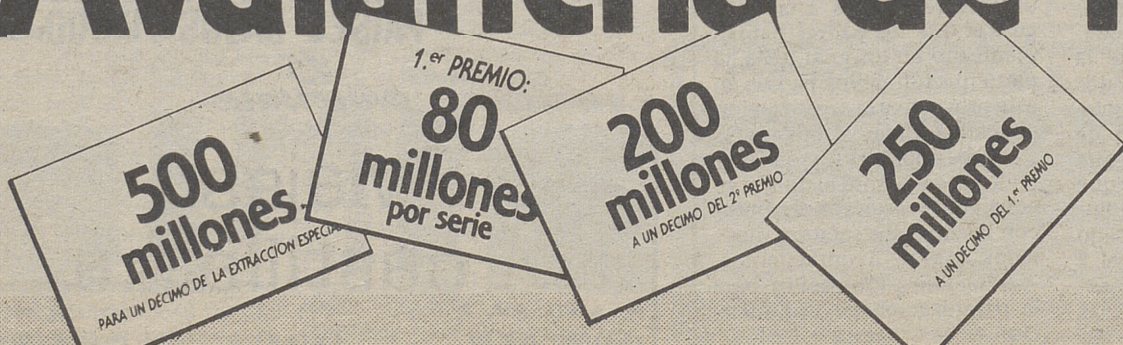 Avalancha de
500
millones.
PARA UN DECIMO DE LA EXTRACCION
1.er PREMIO:
80
millones
por serie
200
millones
A UN DECIMO DEL 2º PREMIO
250
millones
A UN DECIMO DEL 1.er PREMIO